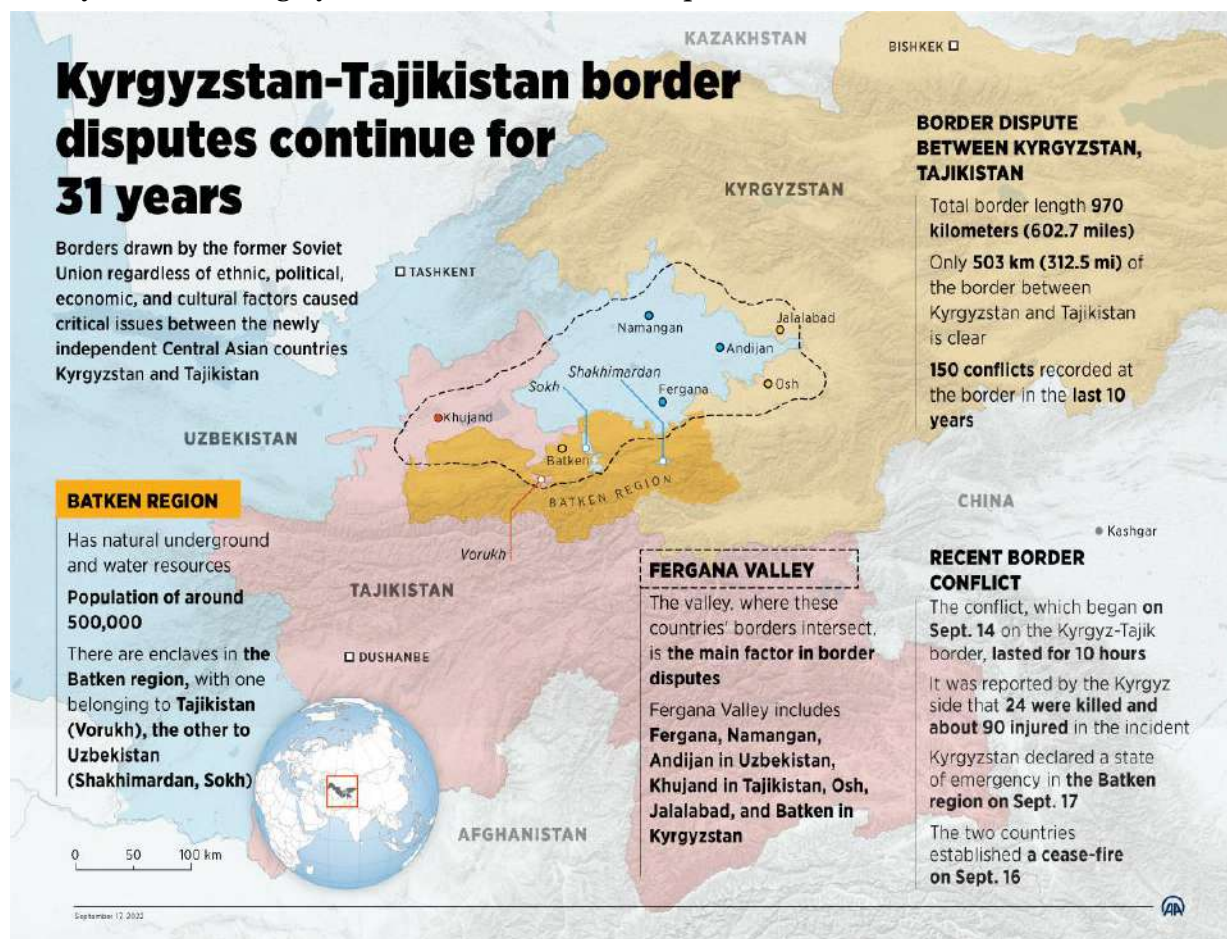 Kyrgyzstan-Tajikistan border
disputes continue for
31 years
Borders drawn by the former Soviet
Union regardless of ethnic, political,
economic, and cultural factors caused
critical issues between the newly
independent Central Asian countries
Kyrgyzstan and Tajikistan
KAZAKHSTAN
BISHKEK
KYRGYZSTAN
TASHKENT
Namangan
Jalalabad
Andijan
Shakhimardan
Sokh
Osh
Fergana
Khujand
UZBEKISTAN
Batken
BATKEN REGION
Vorukh
TAJIKISTAN
DUSHANBE
AFGHANISTAN
CHINA
Kashgar
BORDER DISPUTE
BETWEEN KYRGYZSTAN,
TAJIKISTAN
Total border length 970
kilometers (602.7 miles)
Only 503 km (312.5 mi) of
the border between
Kyrgyzstan and Tajikistan
is clear
150 conflicts recorded at
the border in the last 10
years
BATKEN REGION
Has natural underground
and water resources
Population of around
500,000
There are enclaves in the
Batken region, with one
belonging to Tajikistan
(Vorukh), the other to
Uzbekistan
(Shakhimardan, Sokh)
FERGANA VALLEY
The valley, where these
countries' borders intersect,
is the main factor in border
disputes
Fergana Valley includes
Fergana, Namangan,
Andijan in Uzbekistan,
Khujand in Tajikistan, Osh,
Jalalabad, and Batken in
Kyrgyzstan
RECENT BORDER
CONFLICT
The conflict, which began on
Sept. 14 on the Kyrgyz-Tajik
border, lasted for 10 hours
It was reported by the Kyrgyz
side that 24 were killed and
about 90 injured in the incident
Kyrgyzstan declared a state
of emergency in the Batken
region on Sept. 17
The two countries
established a cease-fire
on Sept. 16
0 50 100 km
September 17 2022
AA